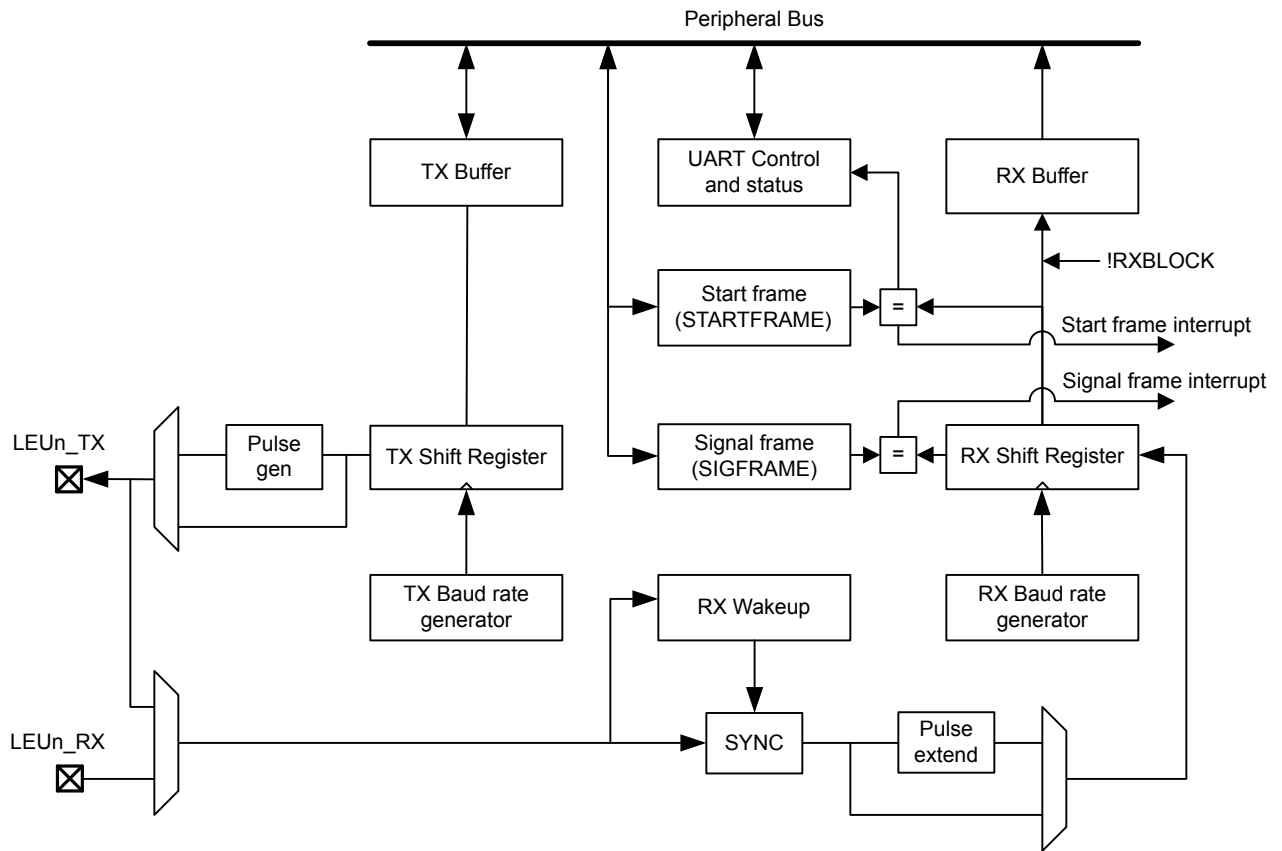 Peripheral Bus
TX Buffer
UART Control
and status
RX Buffer
!RXBLOCK
Start frame
(STARTFRAME)
=
Start frame interrupt
Signal frame interrupt
LEUn_TX
Pulse
gen
TX Shift Register
Signal frame
(SIGFRAME)
=
RX Shift Register
TX Baud rate
generator
RX Wakeup
RX Baud rate
generator
LEUn_RX
SYNC
Pulse
extend